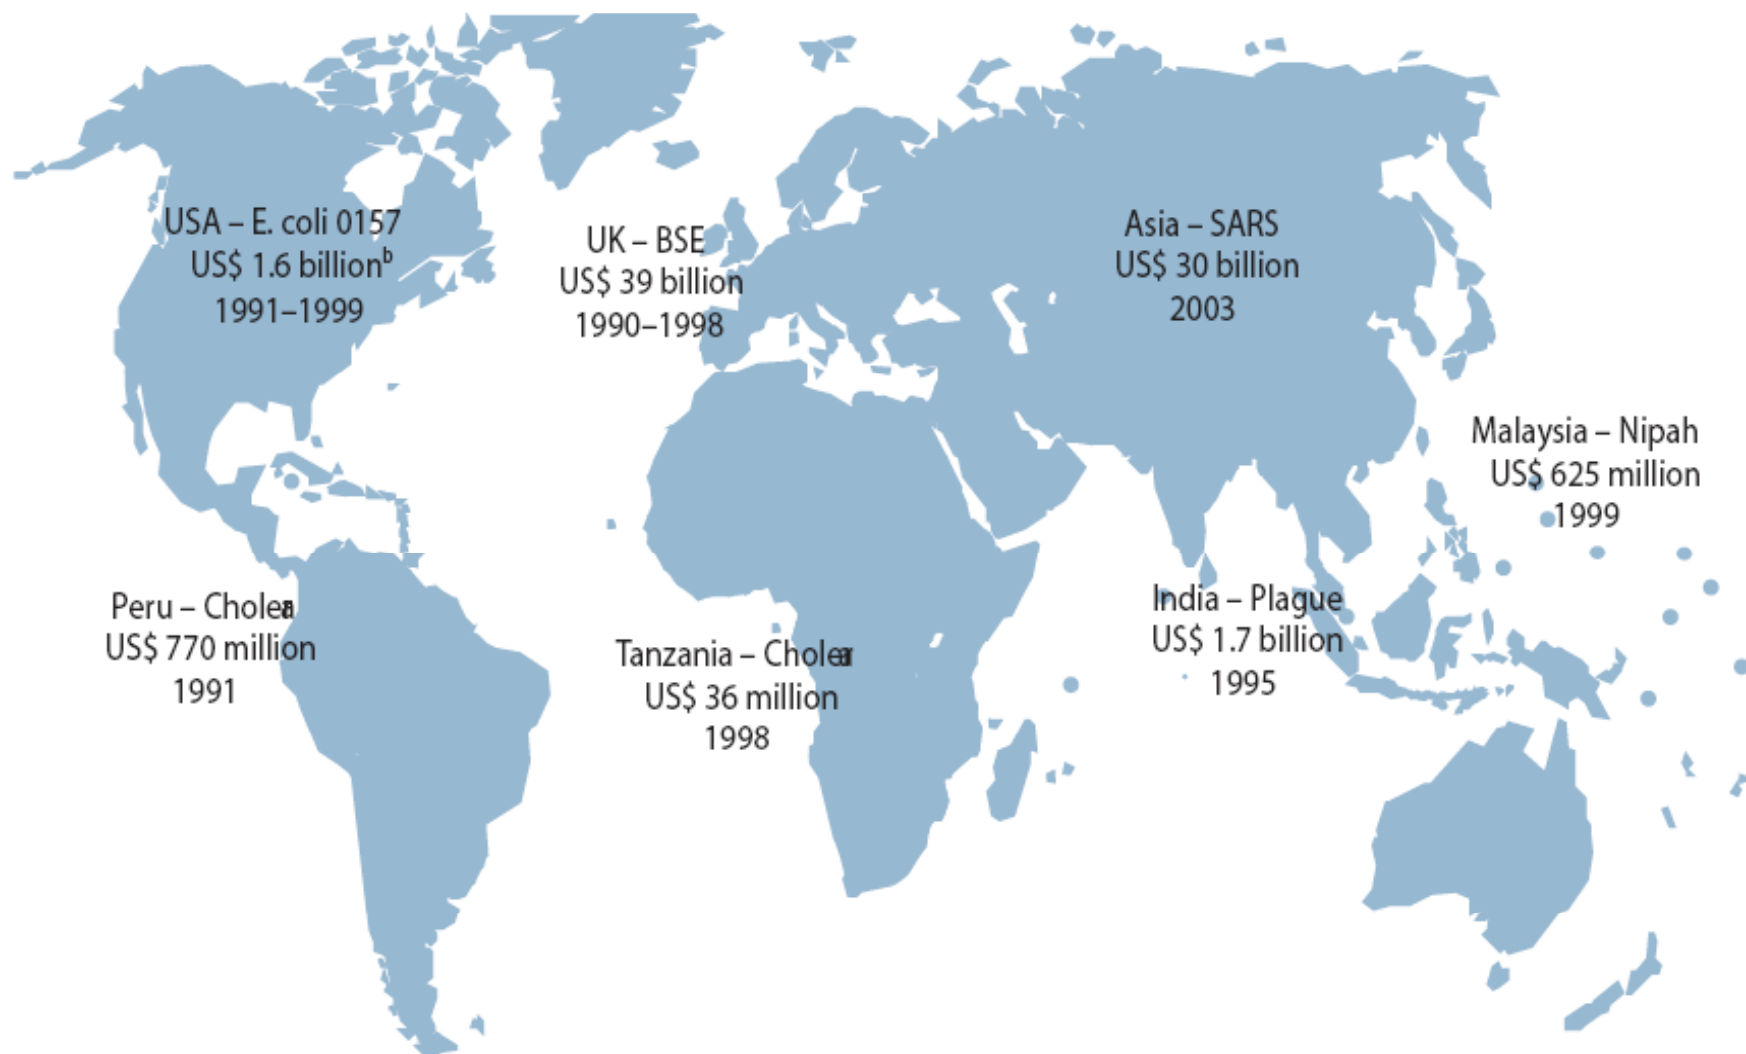 USA – E. coli 0157
US$ 1.6 billionᵇ
1991–1999
UK – BSE
US$ 39 billion
1990–1998
Asia – SARS
US$ 30 billion
2003
Malaysia – Nipah
US$ 625 million
1999
Peru – Cholera
US$ 770 million
1991
Tanzania – Cholera
US$ 36 million
1998
India – Plague
US$ 1.7 billion
1995